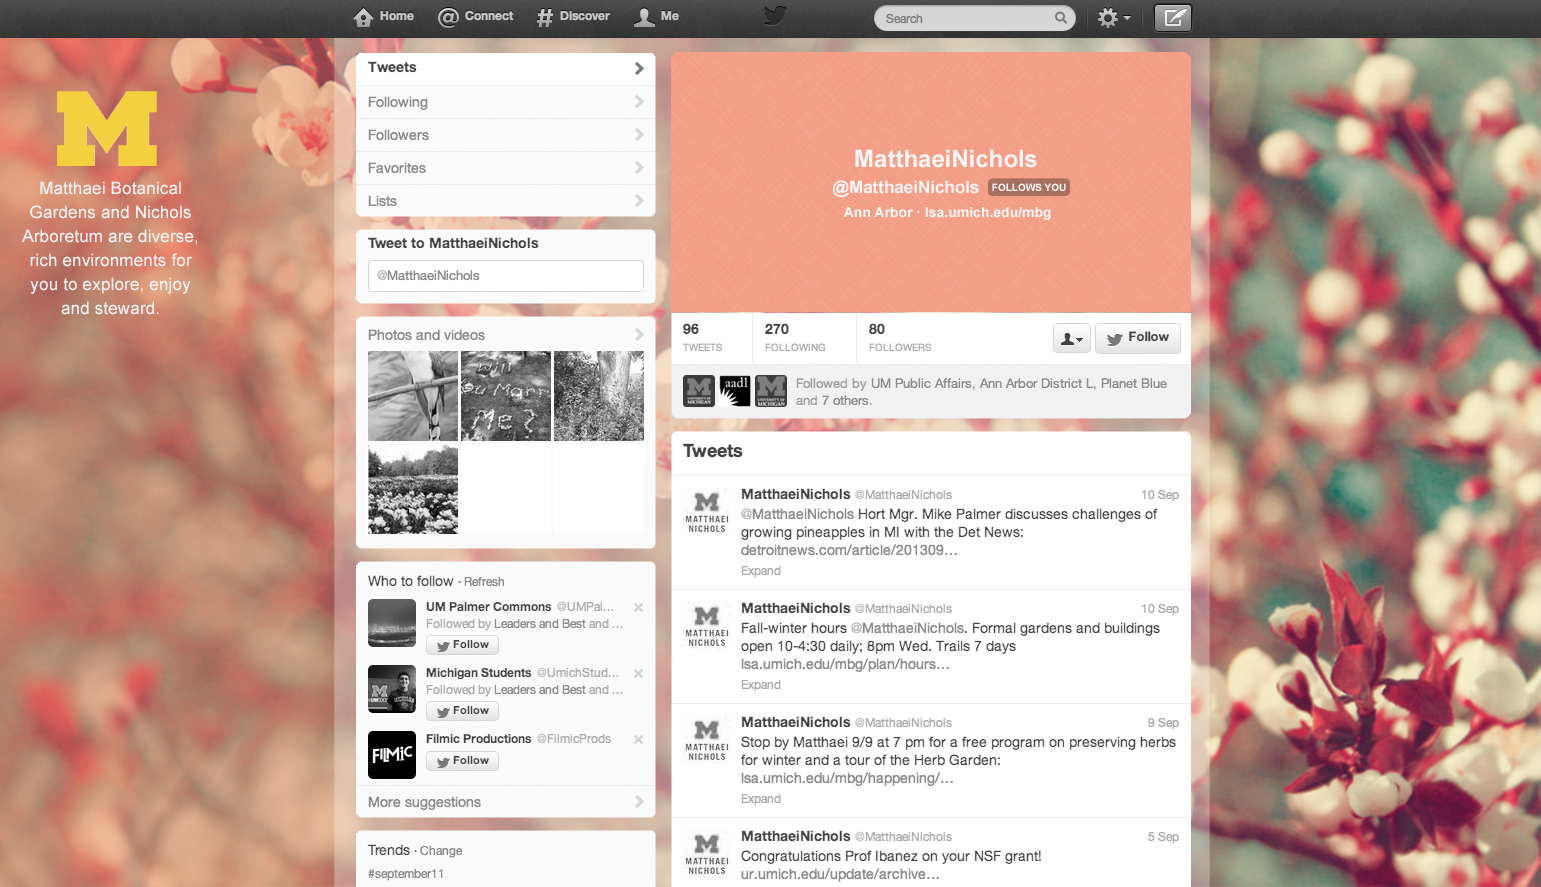 Home
Connect
Discover
Me
Search
M
Matthaei Botanical
Gardens and Nichols
Arboretum are diverse,
rich environments for
you to explore, enjoy
and steward.
Tweets
Following
Followers
Favorites
Lists
Tweet to MatthaeiNichols
@MatthaeiNichols
Photos and videos
Will
You Marry
Me?
Who to follow · Refresh
UM Palmer Commons @UMPal...
Followed by Leaders and Best and ...
Follow
Michigan Students @UmichStud...
Followed by Leaders and Best and ...
Follow
FiLMiC
Filmic Productions @FilmicProds
Follow
More suggestions
Trends · Change
#september11
MatthaeiNichols
@MatthaeiNichols FOLLOWS YOU
Ann Arbor · lsa.umich.edu/mbg
96 TWEETS
270 FOLLOWING
80 FOLLOWERS
Follow
aadl
Followed by UM Public Affairs, Ann Arbor District L, Planet Blue
and 7 others.
Tweets
M MATTHAEI NICHOLS
MatthaeiNichols @MatthaeiNichols 10 Sep
@MatthaeiNichols Hort Mgr. Mike Palmer discusses challenges of
growing pineapples in MI with the Det News:
detroitnews.com/article/201309...
Expand
M MATTHAEI NICHOLS
MatthaeiNichols @MatthaeiNichols 10 Sep
Fall-winter hours @MatthaeiNichols. Formal gardens and buildings
open 10-4:30 daily; 8pm Wed. Trails 7 days
lsa.umich.edu/mbg/plan/hours...
Expand
M MATTHAEI NICHOLS
MatthaeiNichols @MatthaeiNichols 9 Sep
Stop by Matthaei 9/9 at 7 pm for a free program on preserving herbs
for winter and a tour of the Herb Garden:
lsa.umich.edu/mbg/happening/...
Expand
M MATTHAEI NICHOLS
MatthaeiNichols @MatthaeiNichols 5 Sep
Congratulations Prof Ibanez on your NSF grant!
ur.umich.edu/update/archive...